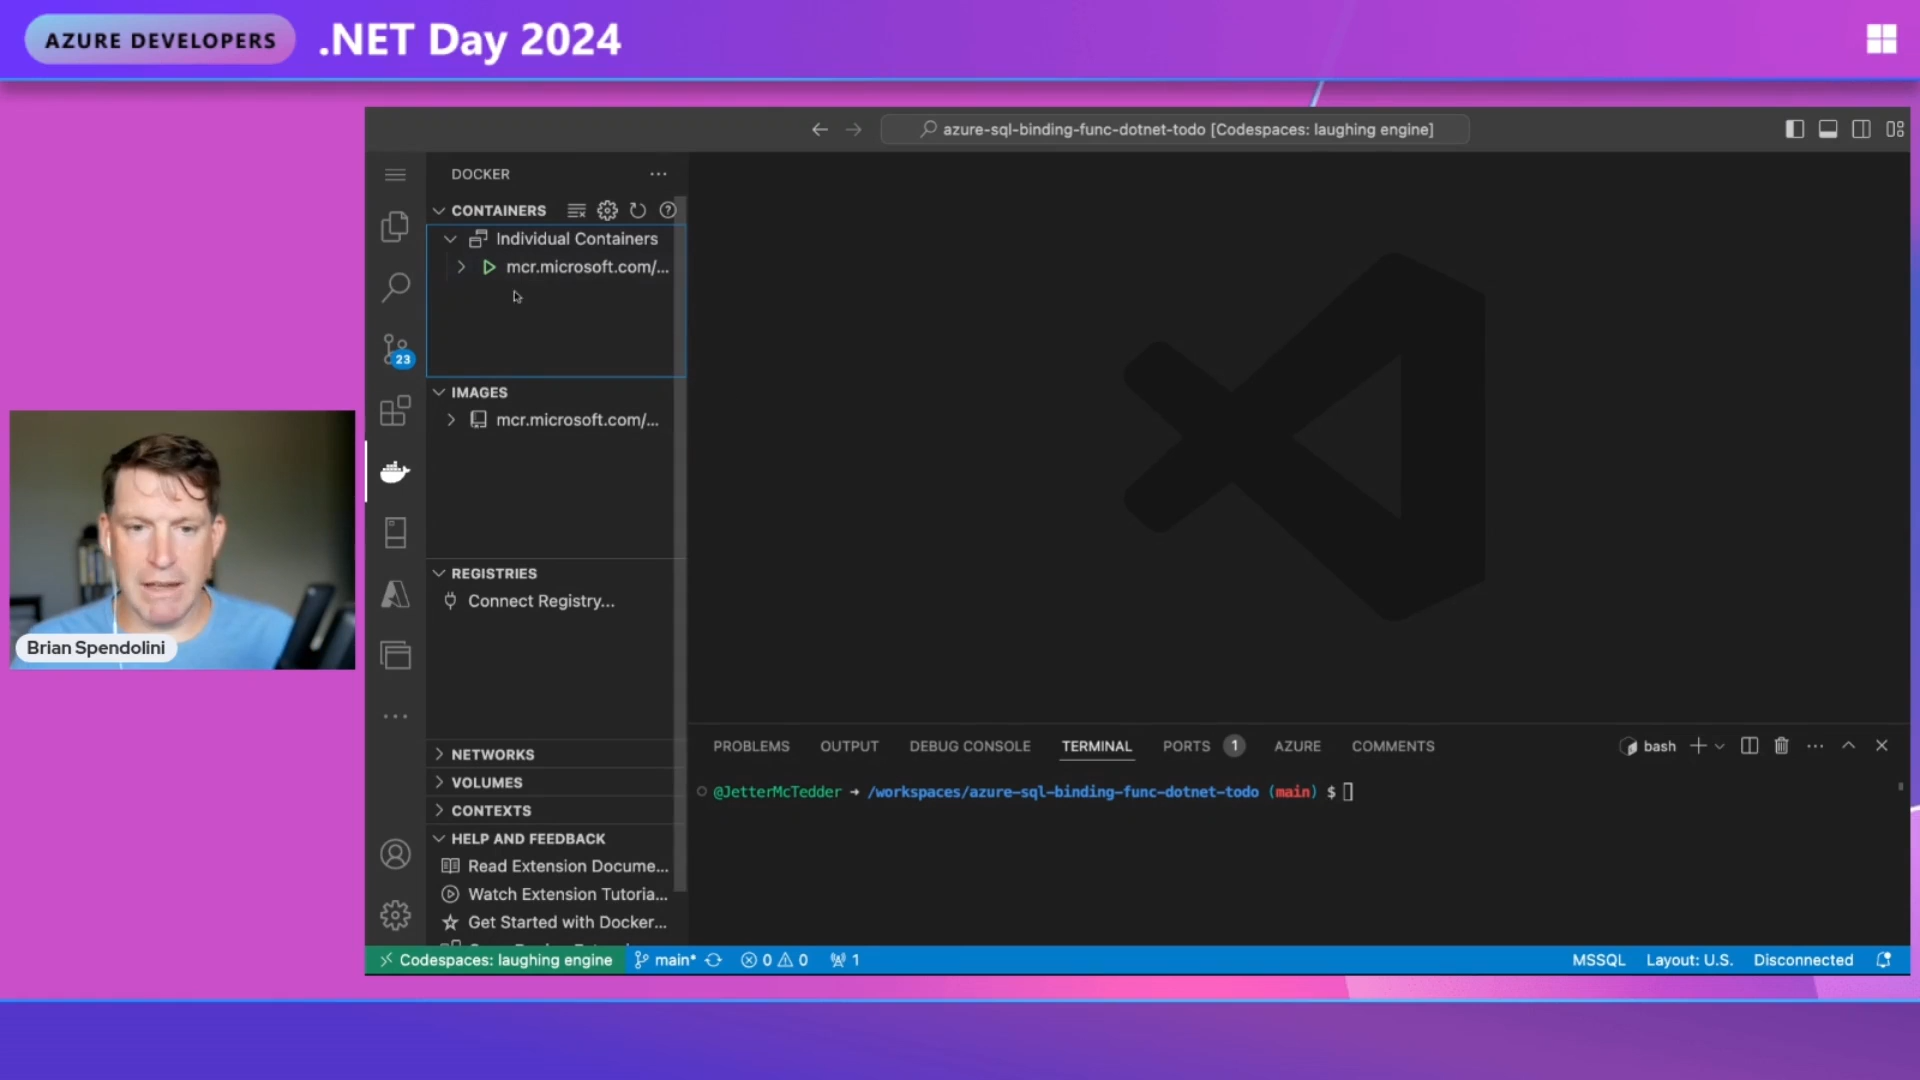 AZURE DEVELOPERS .NET Day 2024
azure-sql-binding-func-dotnet-todo [Codespaces: laughing engine]
DOCKER
CONTAINERS
Individual Containers
mcr.microsoft.com/...
23
IMAGES
mcr.microsoft.com/...
REGISTRIES
Connect Registry...
Brian Spendolini
NETWORKS
VOLUMES
CONTEXTS
HELP AND FEEDBACK
Read Extension Docume...
Watch Extension Tutoria...
Get Started with Docker...
PROBLEMS OUTPUT DEBUG CONSOLE TERMINAL PORTS 1 AZURE COMMENTS bash
@JetterMcTedder → /workspaces/azure-sql-binding-func-dotnet-todo (main) $
Codespaces: laughing engine main* 0 0 1 MSSQL Layout: U.S. Disconnected